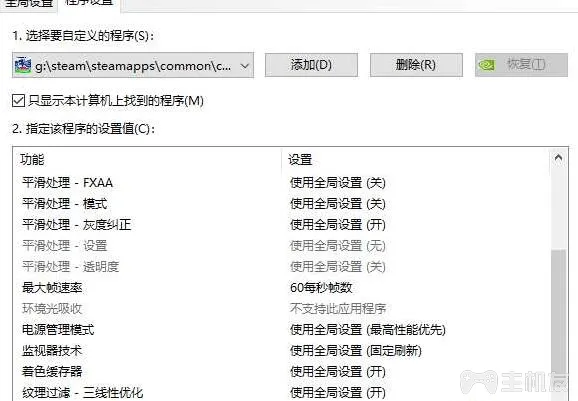 全局设置 程序设置
1. 选择要自定义的程序(S):
g:\steam\steamapps\common\c... 添加(D) 删除(R) 恢复(T)
只显示本计算机上找到的程序(M)
2. 指定该程序的设置值(C):
功能 设置
平滑处理 - FXAA 使用全局设置 (关)
平滑处理 - 模式 使用全局设置 (关)
平滑处理 - 灰度纠正 使用全局设置 (开)
平滑处理 - 设置 使用全局设置 (无)
平滑处理 - 透明度 使用全局设置 (关)
最大帧速率 60每秒帧数
环境光吸收 不支持此应用程序
电源管理模式 使用全局设置 (最高性能优先)
监视器技术 使用全局设置 (固定刷新)
着色缓存器 使用全局设置 (开)
纹理过滤 - 三线性优化 使用全局设置 (开)
主机友